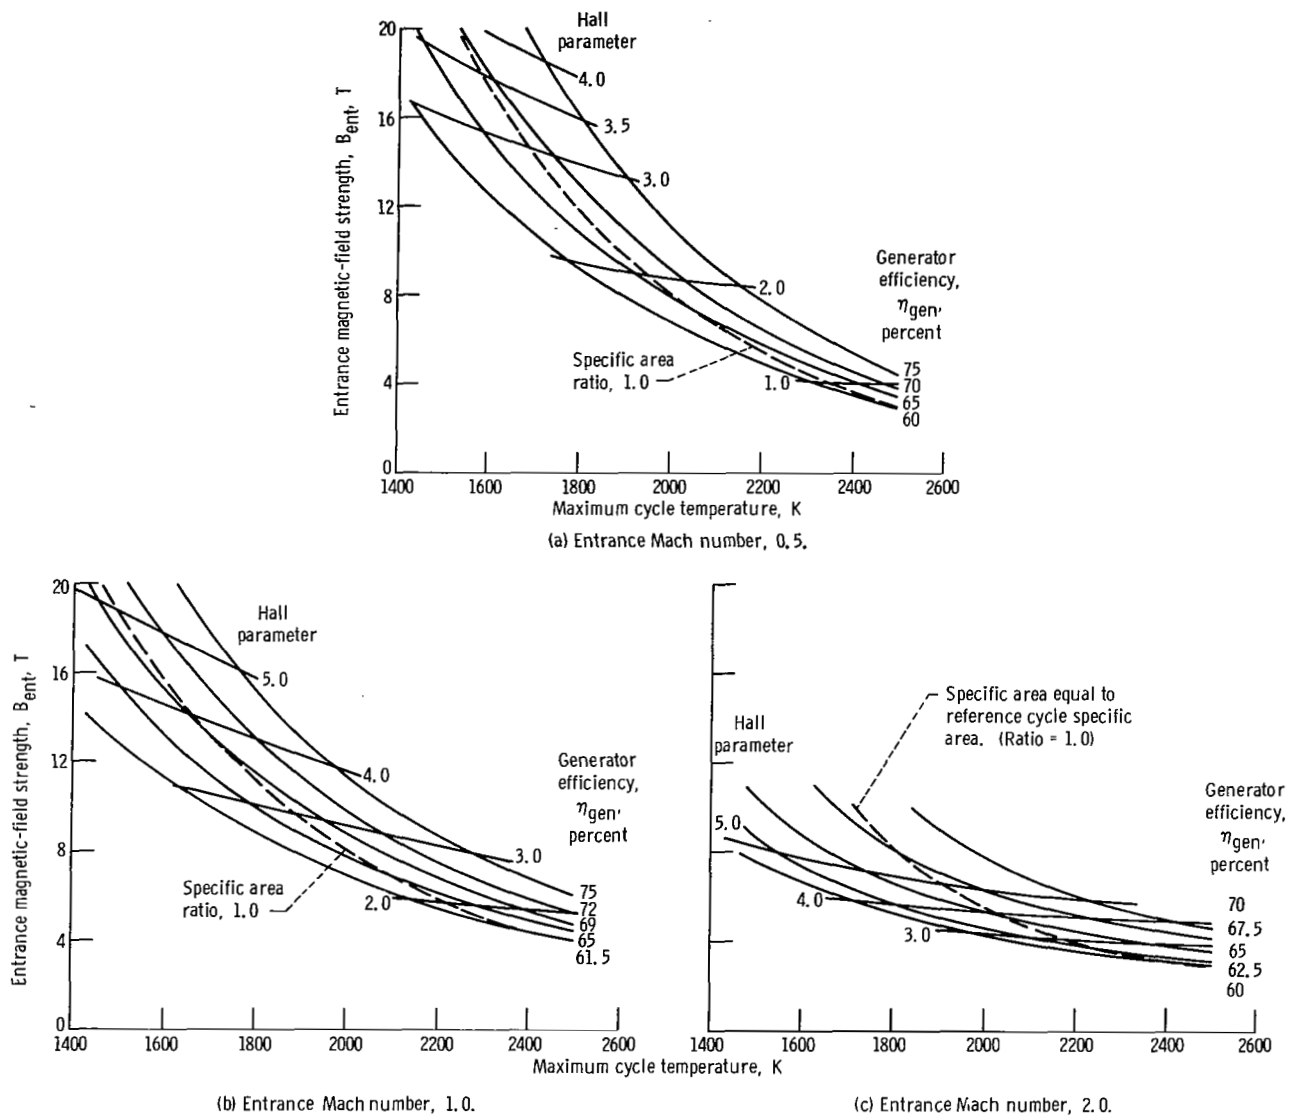 Hall
parameter
20
16
12
8
4
0
Entrance magnetic-field strength, Bent, T
4.0
3.5
3.0
2.0
1.0
Specific area
ratio, 1.0
Generator
efficiency,
ηgen,
percent
75
70
65
60
1400 1600 1800 2000 2200 2400 2600
Maximum cycle temperature, K
(a) Entrance Mach number, 0.5.
20
16
12
8
4
0
Entrance magnetic-field strength, Bent, T
Hall
parameter
5.0
4.0
3.0
2.0
Specific area
ratio, 1.0
Generator
efficiency,
ηgen,
percent
75
72
69
65
61.5
1400 1600 1800 2000 2200 2400 2600
Specific area equal to
reference cycle specific
area. (Ratio = 1.0)
Hall
parameter
5.0
4.0
3.0
Generator
efficiency,
ηgen,
percent
70
67.5
65
62.5
60
1400 1600 1800 2000 2200 2400 2600
Maximum cycle temperature, K
(b) Entrance Mach number, 1.0.
(c) Entrance Mach number, 2.0.